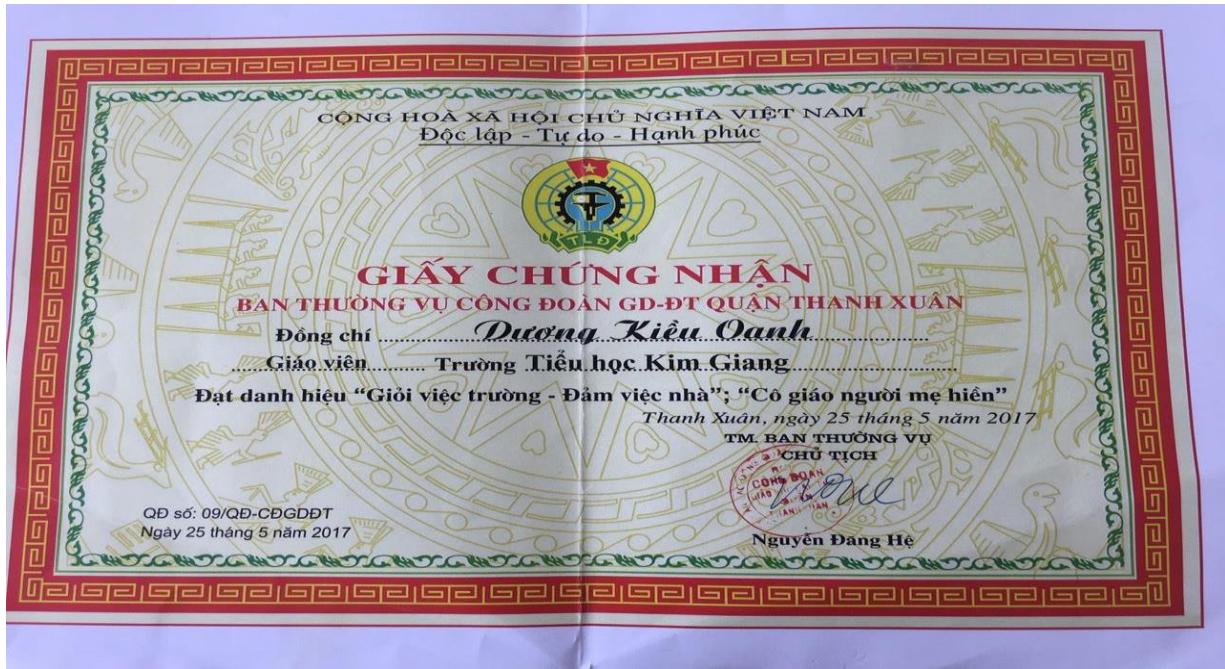 CỘNG HOÀ XÃ HỘI CHỦ NGHĨA VIỆT NAM
Độc lập - Tự do - Hạnh phúc
TLĐ
GIẤY CHỨNG NHẬN
BAN THƯỜNG VỤ CÔNG ĐOÀN GD-ĐT QUẬN THANH XUÂN
Đồng chí ........ Dương Kiều Oanh ........
........ Giáo viên ........ Trường Tiểu học Kim Giang ........
Đạt danh hiệu “Giỏi việc trường - Đảm việc nhà”; “Cô giáo người mẹ hiền”
Thanh Xuân, ngày 25 tháng 5 năm 2017
TM. BAN THƯỜNG VỤ
CHỦ TỊCH
CÔNG ĐOÀN
THANH XUÂN
QĐ số: 09/QĐ-CĐGDĐT
Ngày 25 tháng 5 năm 2017
Nguyễn Đăng Hệ